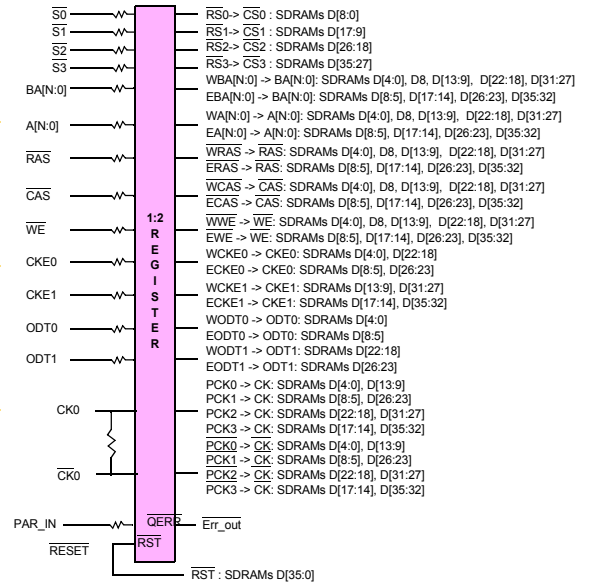 S0
S1
S2
S3
BA[N:0]
A[N:0]
RAS
CAS
WE
CKE0
CKE1
ODT0
ODT1
CK0
CK0
PAR_IN
RESET
1:2
R
E
G
I
S
T
E
R
QERR
RST
RS0-> CS0 : SDRAMs D[8:0]
RS1-> CS1 : SDRAMs D[17:9]
RS2-> CS2 : SDRAMs D[26:18]
RS3-> CS3 : SDRAMs D[35:27]
WBA[N:0] -> BA[N:0]: SDRAMs D[4:0], D8, D[13:9], D[22:18], D[31:27]
EBA[N:0] -> BA[N:0]: SDRAMs D[8:5], D[17:14], D[26:23], D[35:32]
WA[N:0] -> A[N:0]: SDRAMs D[4:0], D8, D[13:9], D[22:18], D[31:27]
EA[N:0] -> A[N:0]: SDRAMs D[8:5], D[17:14], D[26:23], D[35:32]
WRAS -> RAS: SDRAMs D[4:0], D8, D[13:9], D[22:18], D[31:27]
ERAS -> RAS: SDRAMs D[8:5], D[17:14], D[26:23], D[35:32]
WCAS -> CAS: SDRAMs D[4:0], D8, D[13:9], D[22:18], D[31:27]
ECAS -> CAS: SDRAMs D[8:5], D[17:14], D[26:23], D[35:32]
WWE -> WE: SDRAMs D[4:0], D8, D[13:9], D[22:18], D[31:27]
EWE -> WE: SDRAMs D[8:5], D[17:14], D[26:23], D[35:32]
WCKE0 -> CKE0: SDRAMs D[4:0], D[22:18]
ECKE0 -> CKE0: SDRAMs D[8:5], D[26:23]
WCKE1 -> CKE1: SDRAMs D[13:9], D[31:27]
ECKE1 -> CKE1: SDRAMs D[17:14], D[35:32]
WODT0 -> ODT0: SDRAMs D[4:0]
EODT0 -> ODT0: SDRAMs D[8:5]
WODT1 -> ODT1: SDRAMs D[22:18]
EODT1 -> ODT1: SDRAMs D[26:23]
PCK0 -> CK: SDRAMs D[4:0], D[13:9]
PCK1 -> CK: SDRAMs D[8:5], D[26:23]
PCK2 -> CK: SDRAMs D[22:18], D[31:27]
PCK3 -> CK: SDRAMs D[17:14], D[35:32]
PCK0 -> CK: SDRAMs D[4:0], D[13:9]
PCK1 -> CK: SDRAMs D[8:5], D[26:23]
PCK2 -> CK: SDRAMs D[22:18], D[31:27]
PCK3 -> CK: SDRAMs D[17:14], D[35:32]
Err_out
RST : SDRAMs D[35:0]